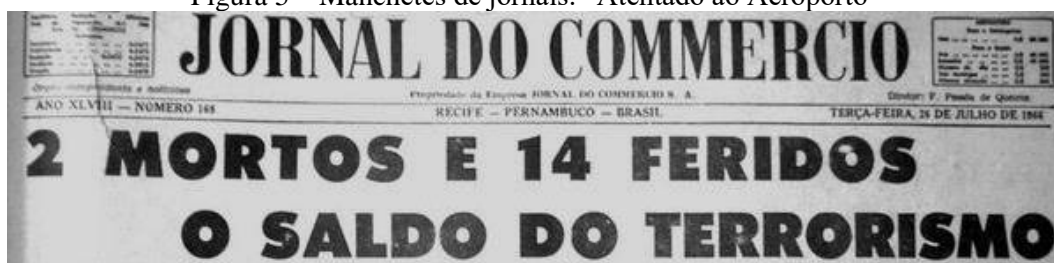 Figura 3 – Manchetes de jornais: "Atentado ao Aeroporto"
JORNAL DO COMMERCIO
Propriedade da Empresa JORNAL DO COMMERCIO S. A.
Diretor: F. Pessôa de Queiroz
ANO XLVIII — NÚMERO 168
RECIFE — PERNAMBUCO — BRASIL
TERÇA-FEIRA, 26 DE JULHO DE 1966
2 MORTOS E 14 FERIDOS
O SALDO DO TERRORISMO